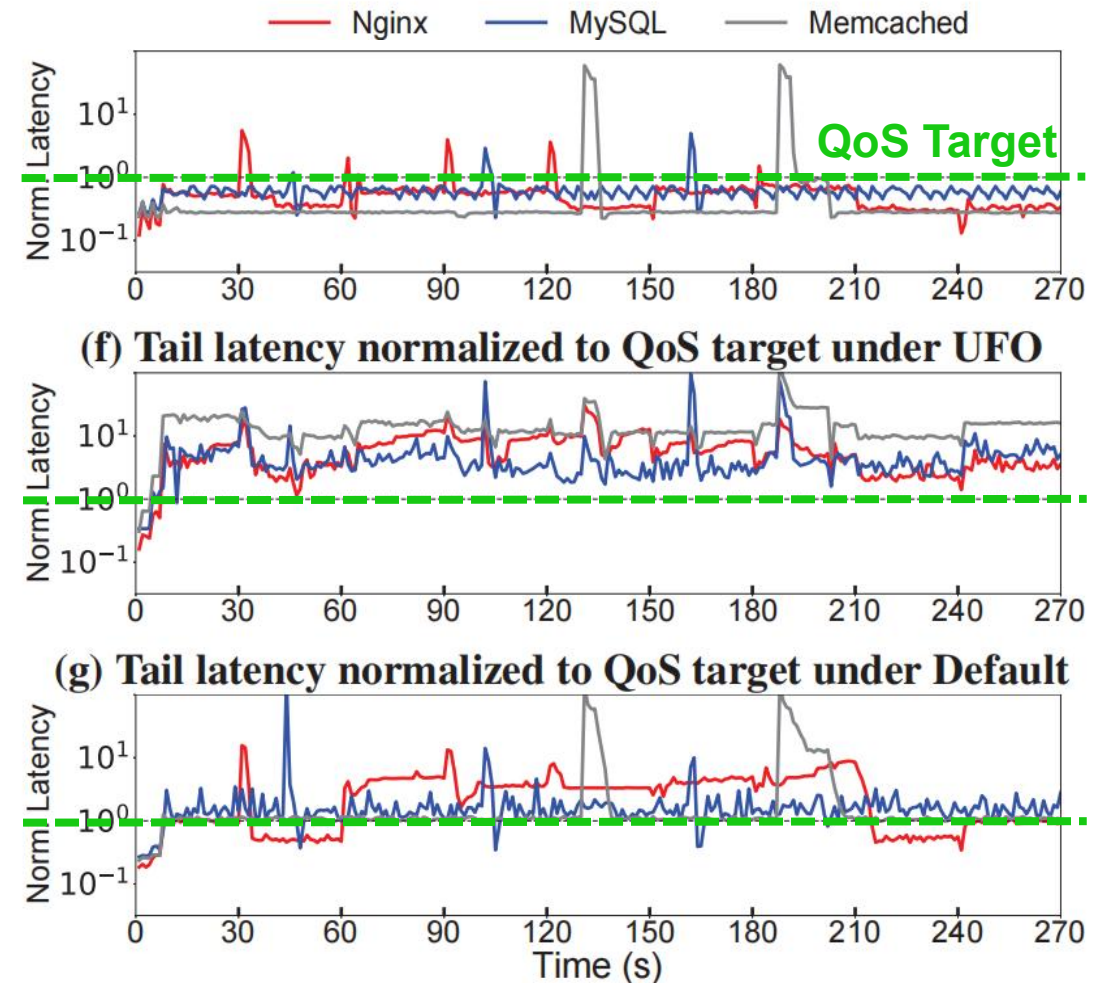 Nginx MySQL Memcached
Norm. Latency
10¹
10⁰
10⁻¹
QoS Target
0 30 60 90 120 150 180 210 240 270
(f) Tail latency normalized to QoS target under UFO
Norm. Latency
10¹
10⁰
10⁻¹
0 30 60 90 120 150 180 210 240 270
(g) Tail latency normalized to QoS target under Default
Norm. Latency
10¹
10⁰
10⁻¹
0 30 60 90 120 150 180 210 240 270
Time (s)